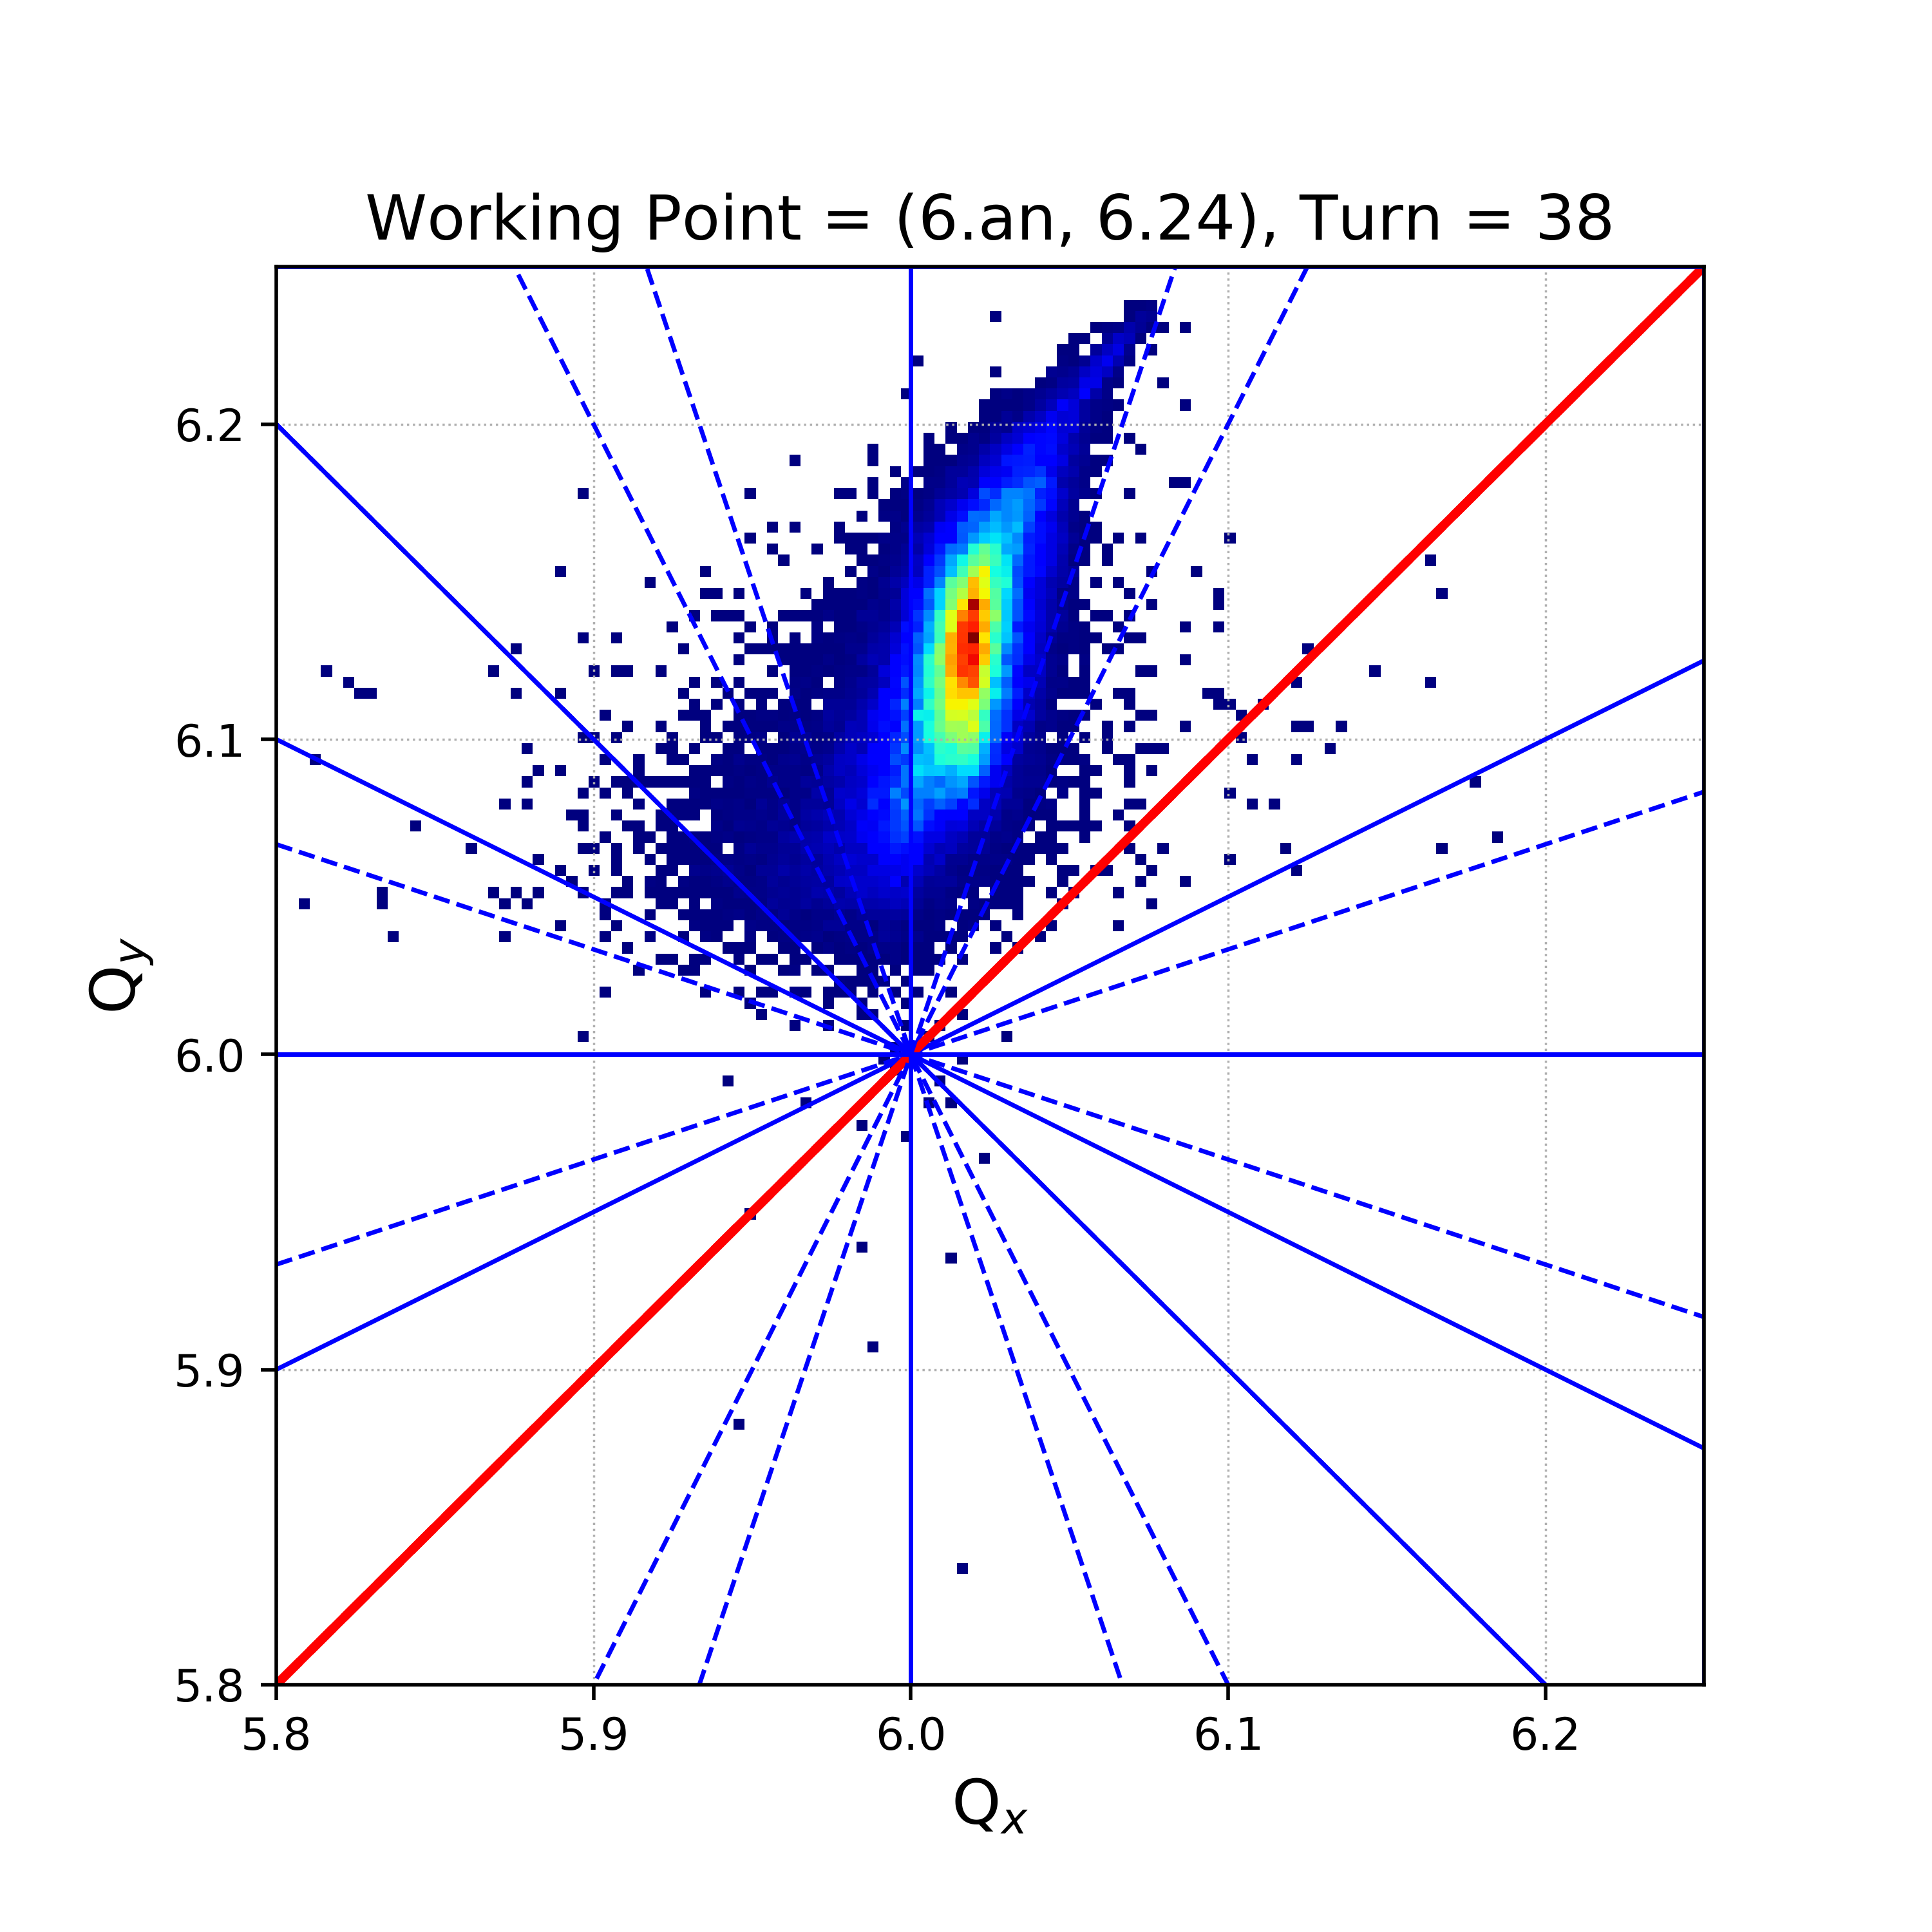 Working Point = (6.an, 6.24), Turn = 38
6.2
6.1
6.0
5.9
5.8
Qy
5.8 5.9 6.0 6.1 6.2
Qx